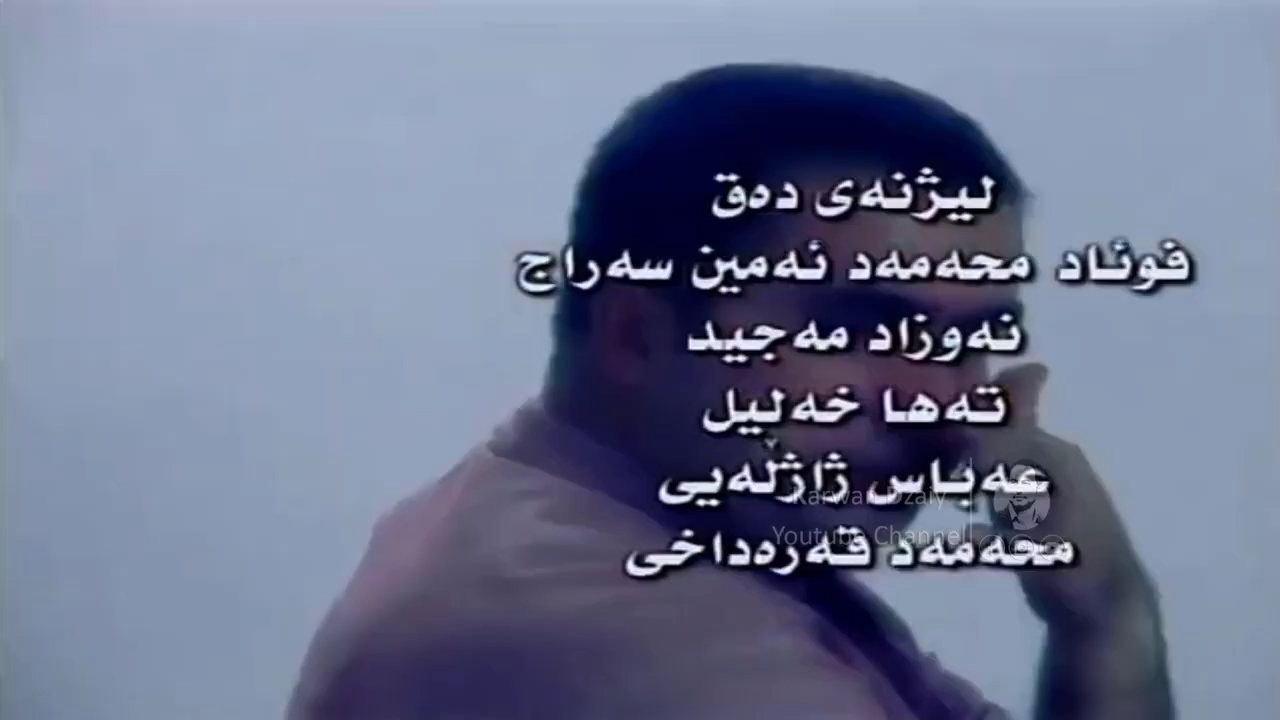 لیژنەی دەق
فوئاد محەمەد ئەمین سەراج
نەوزاد مەجید
تەها خەلیل
عەباس ژاژڵەیی
محەمەد قەرەداخی
Karwan Dzaiy
Youtube Channel